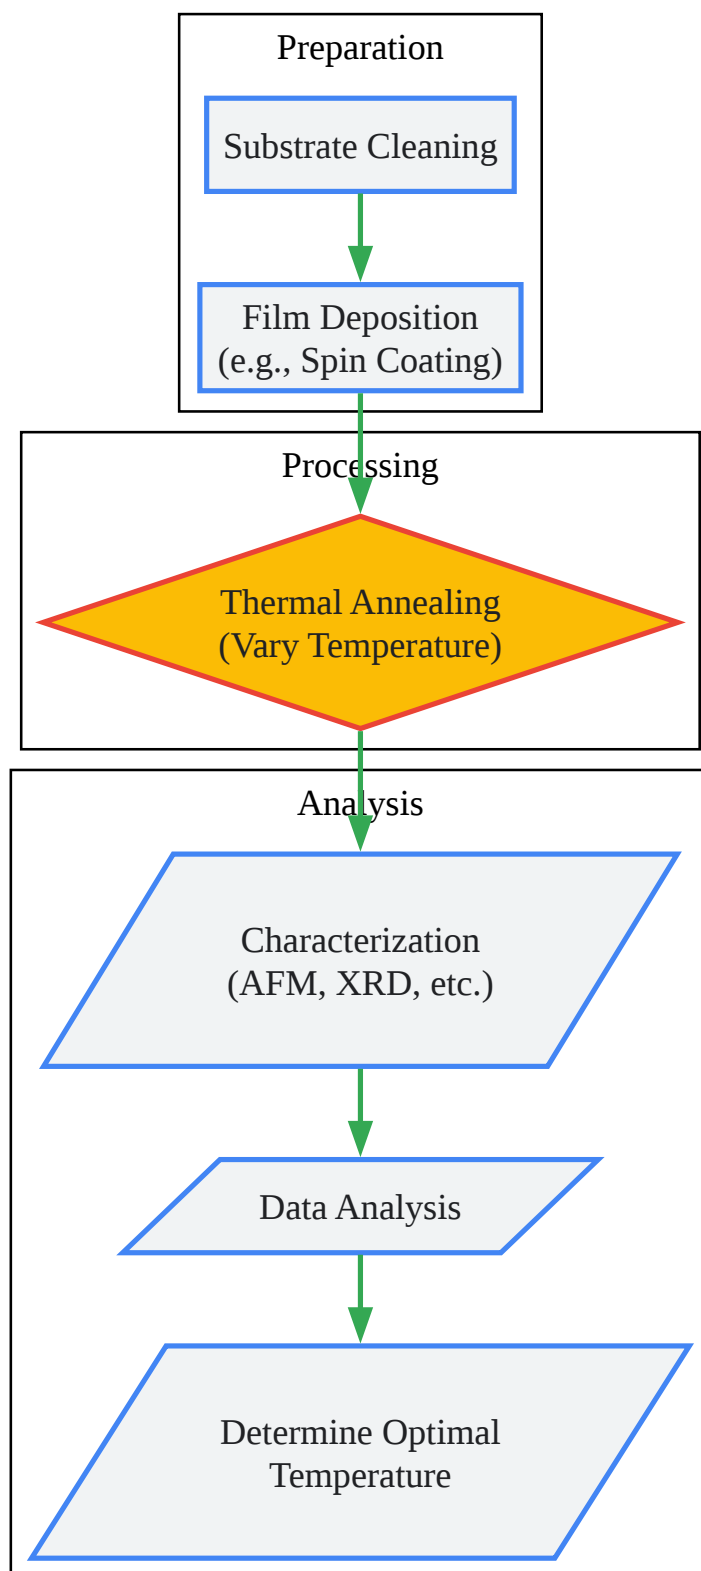 Preparation
Substrate Cleaning
Film Deposition
(e.g., Spin Coating)
Processing
Thermal Annealing
(Vary Temperature)
Analysis
Characterization
(AFM, XRD, etc.)
Data Analysis
Determine Optimal
Temperature